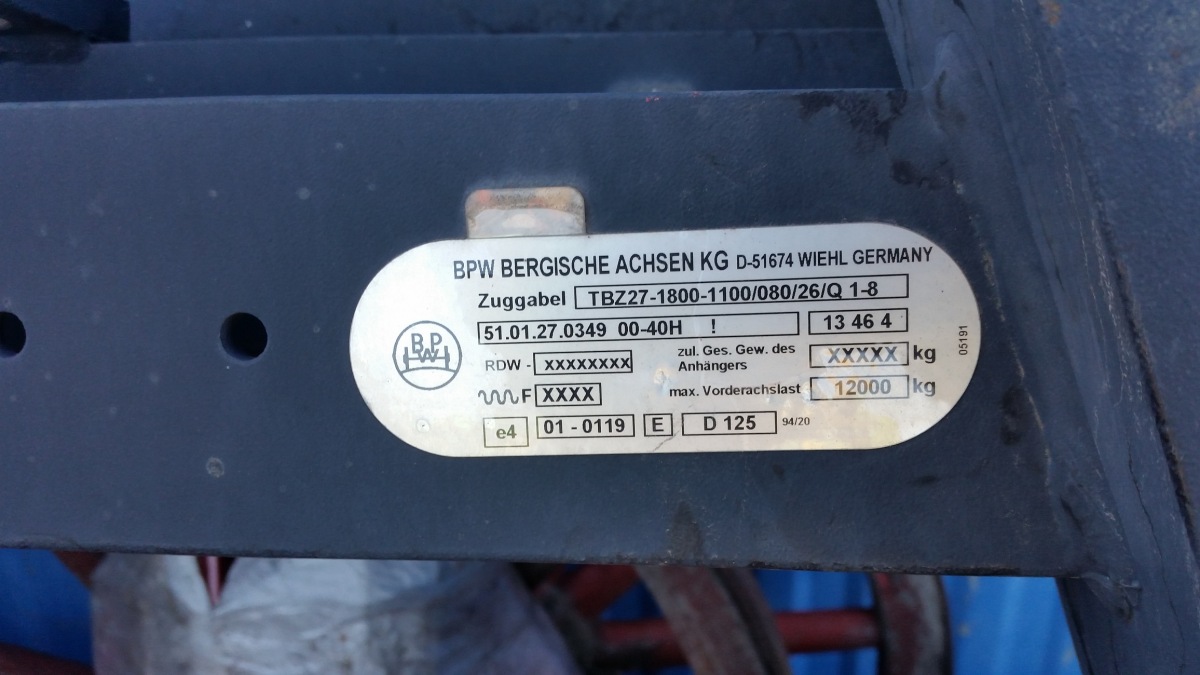 BPW BERGISCHE ACHSEN KG D-51674 WIEHL GERMANY
Zuggabel TBZ27-1800-1100/080/26/Q 1-8
51.01.27.0349 00-40H ! 13 46 4
RDW - XXXXXXXX zul. Ges. Gew. des Anhängers XXXXX kg
F XXXX max. Vorderachslast 12000 kg
e4 01 - 0119 E D 125 94/20
05191
BPW